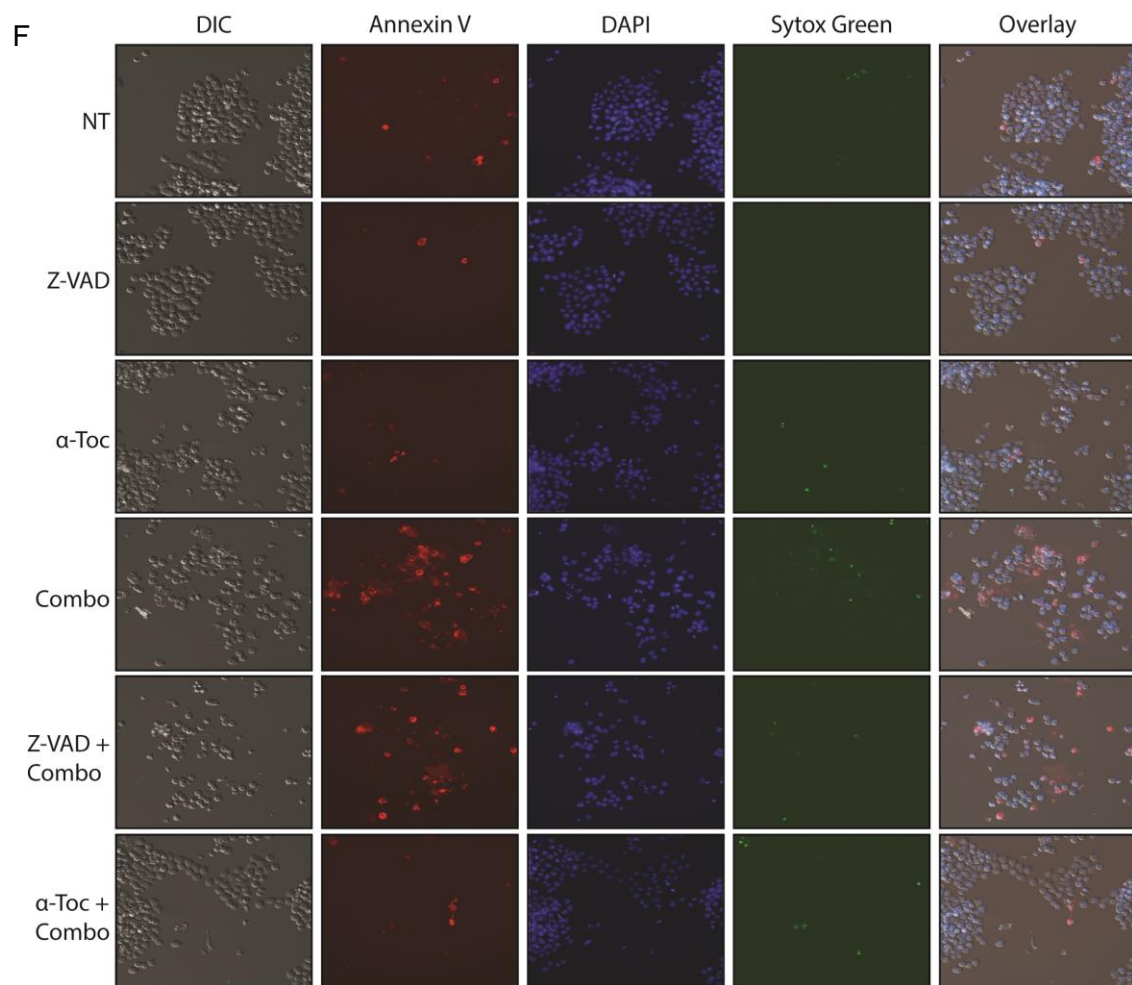 F
DIC Annexin V DAPI Sytox Green Overlay
NT
Z-VAD
α-Toc
Combo
Z-VAD +
Combo
α-Toc +
Combo